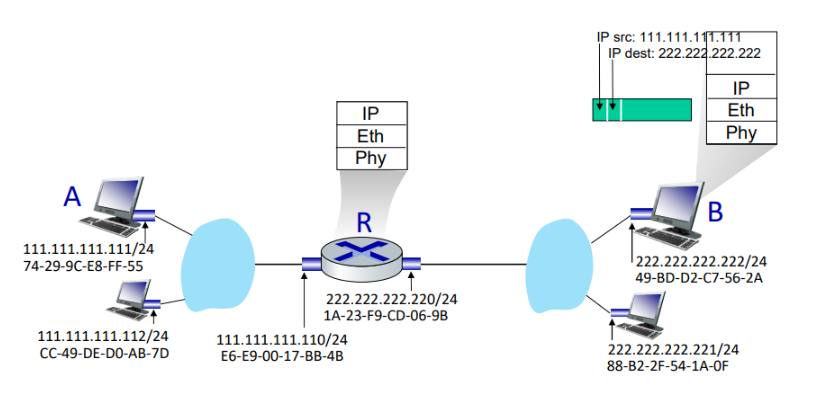 IP src: 111.111.111.111
IP dest: 222.222.222.222
IP
Eth
Phy
IP
Eth
Phy
A
R
B
111.111.111.111/24
74-29-9C-E8-FF-55
222.222.222.222/24
49-BD-D2-C7-56-2A
222.222.222.220/24
1A-23-F9-CD-06-9B
111.111.111.112/24
CC-49-DE-D0-AB-7D
111.111.111.110/24
E6-E9-00-17-BB-4B
222.222.222.221/24
88-B2-2F-54-1A-0F